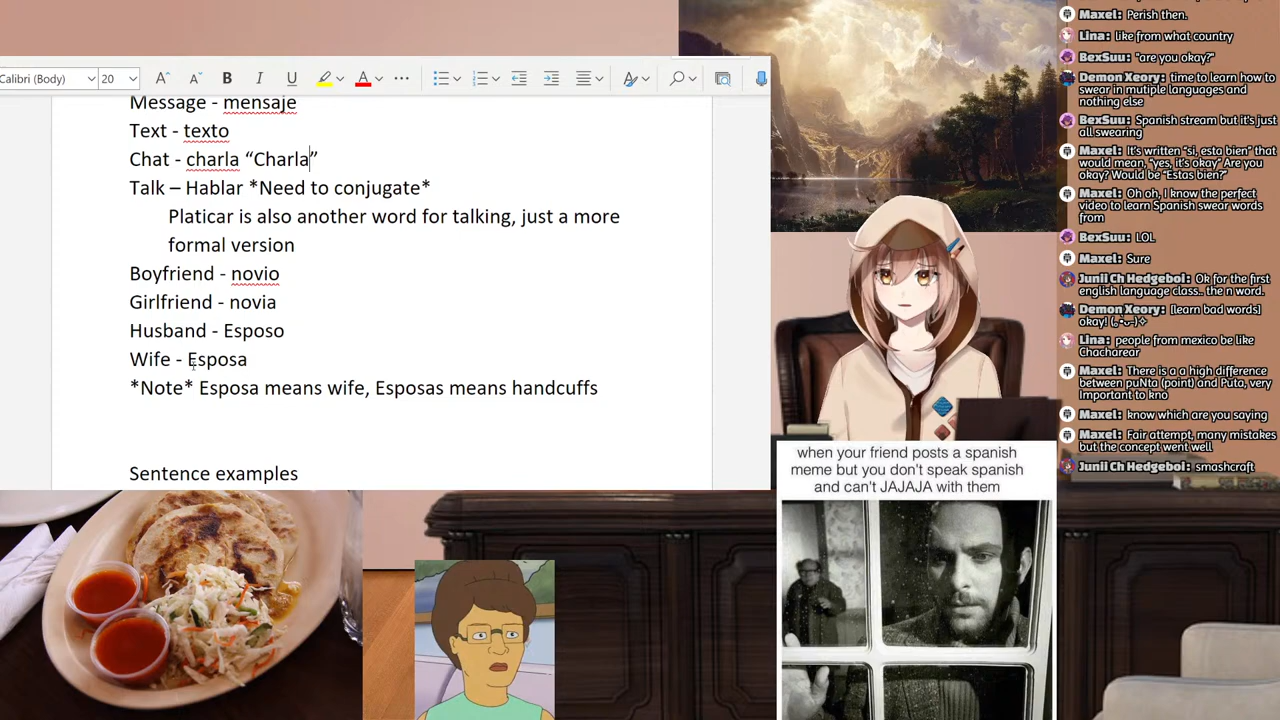 Calibri (Body)
20
B
I
U
A
Message - mensaje
Text - texto
Chat - charla “Charla”
Talk – Hablar *Need to conjugate*
Platicar is also another word for talking, just a more
formal version
Boyfriend - novio
Girlfriend - novia
Husband - Esposo
Wife - Esposa
*Note* Esposa means wife, Esposas means handcuffs
Sentence examples
when your friend posts a spanish
meme but you don't speak spanish
and can't JAJAJA with them
Maxel: Perish then.
Lina: like from what country
BexSuu: "are you okay?"
Demon Xeory: time to learn how to
swear in mutiple languages and
nothing else
BexSuu: Spanish stream but it's just
all swearing
Maxel: It's written "si, esta bien" that
would mean, "yes, it's okay" Are you
okay? Would be "Estas bien?"
Maxel: Oh oh, I know the perfect
video to learn Spanish swear words
from
BexSuu: LOL
Maxel: Sure
Junii Ch Hedgeboi: Ok for the first
english language class.. the n word.
Demon Xeory: [learn bad words]
okay!
Lina: people from mexico be like
Chacharear
Maxel: There is a a high difference
between puNta (point) and Puta, very
Important to kno
Maxel: know which are you saying
Maxel: Fair attempt, many mistakes
but the concept went well
Junii Ch Hedgeboi: smashcraft